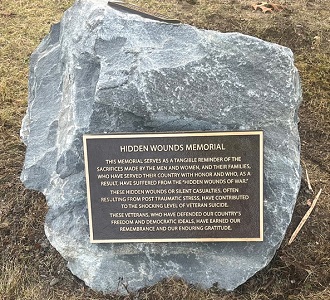 HIDDEN WOUNDS MEMORIAL
THIS MEMORIAL SERVES AS A TANGIBLE REMINDER OF THE
SACRIFICES MADE BY THE MEN AND WOMEN, AND THEIR FAMILIES,
WHO HAVE SERVED THEIR COUNTRY WITH HONOR AND WHO, AS A
RESULT, HAVE SUFFERED FROM THE "HIDDEN WOUNDS OF WAR."
THESE HIDDEN WOUNDS OR SILENT CASUALTIES, OFTEN
RESULTING FROM POST TRAUMATIC STRESS, HAVE CONTRIBUTED
TO THE SHOCKING LEVEL OF VETERAN SUICIDE.
THESE VETERANS, WHO HAVE DEFENDED OUR COUNTRY'S
FREEDOM AND DEMOCRATIC IDEALS, HAVE EARNED OUR
REMEMBRANCE AND OUR ENDURING GRATITUDE.